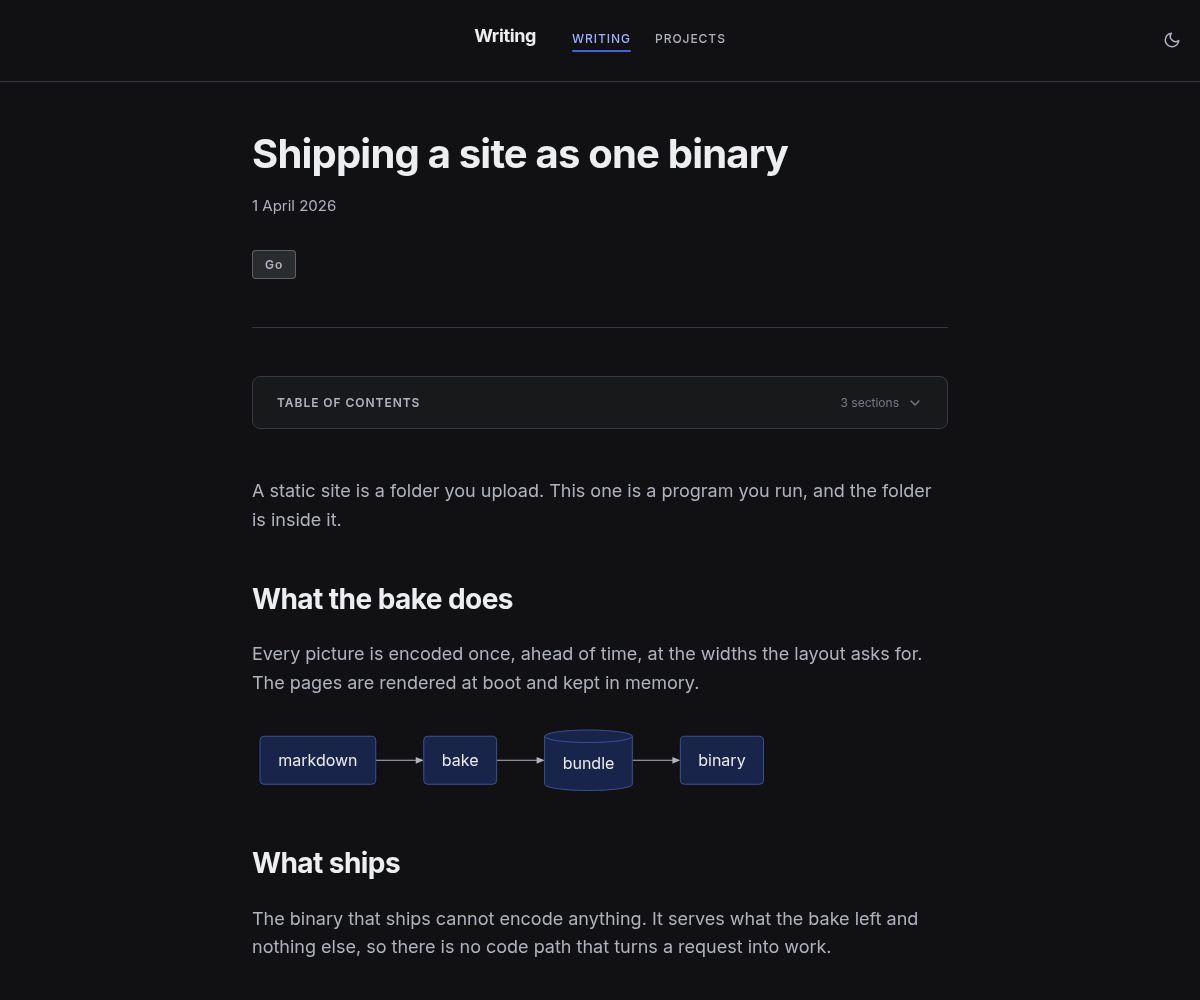 Writing
WRITING
PROJECTS
Shipping a site as one binary
1 April 2026
Go
TABLE OF CONTENTS
3 sections
A static site is a folder you upload. This one is a program you run, and the folder
is inside it.
What the bake does
Every picture is encoded once, ahead of time, at the widths the layout asks for.
The pages are rendered at boot and kept in memory.
markdown
bake
bundle
binary
What ships
The binary that ships cannot encode anything. It serves what the bake left and
nothing else, so there is no code path that turns a request into work.